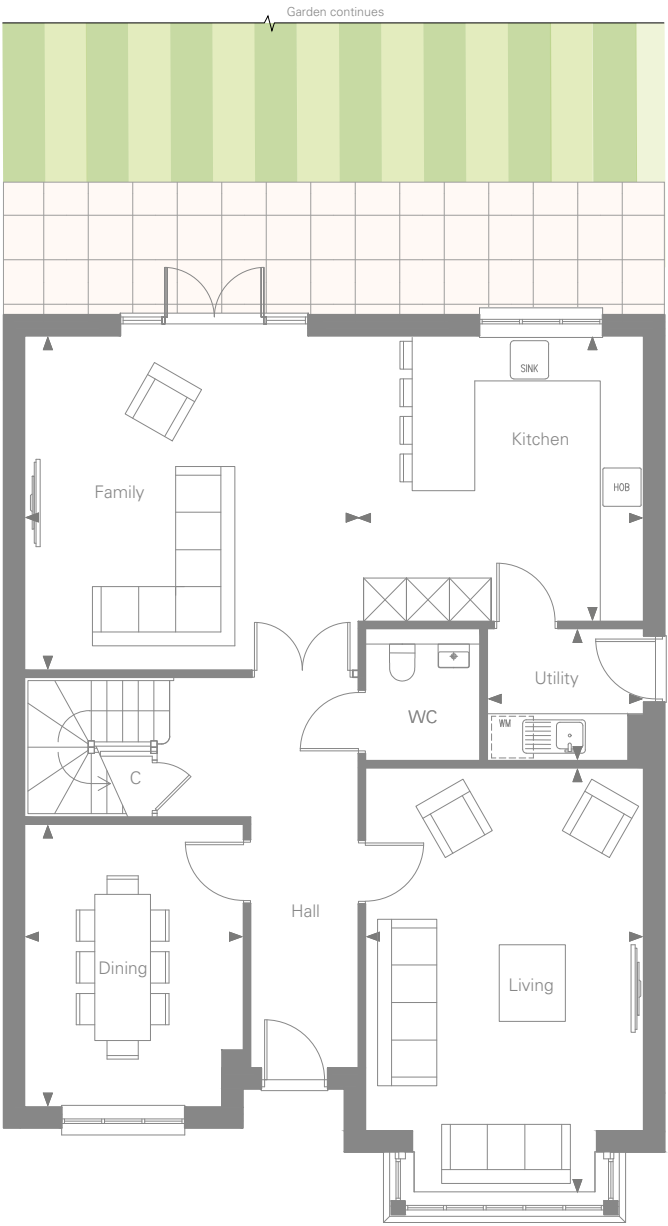 Garden continues
SINK
Kitchen
HOB
Family
Utility
WC
WM
C
Hall
Dining
Living